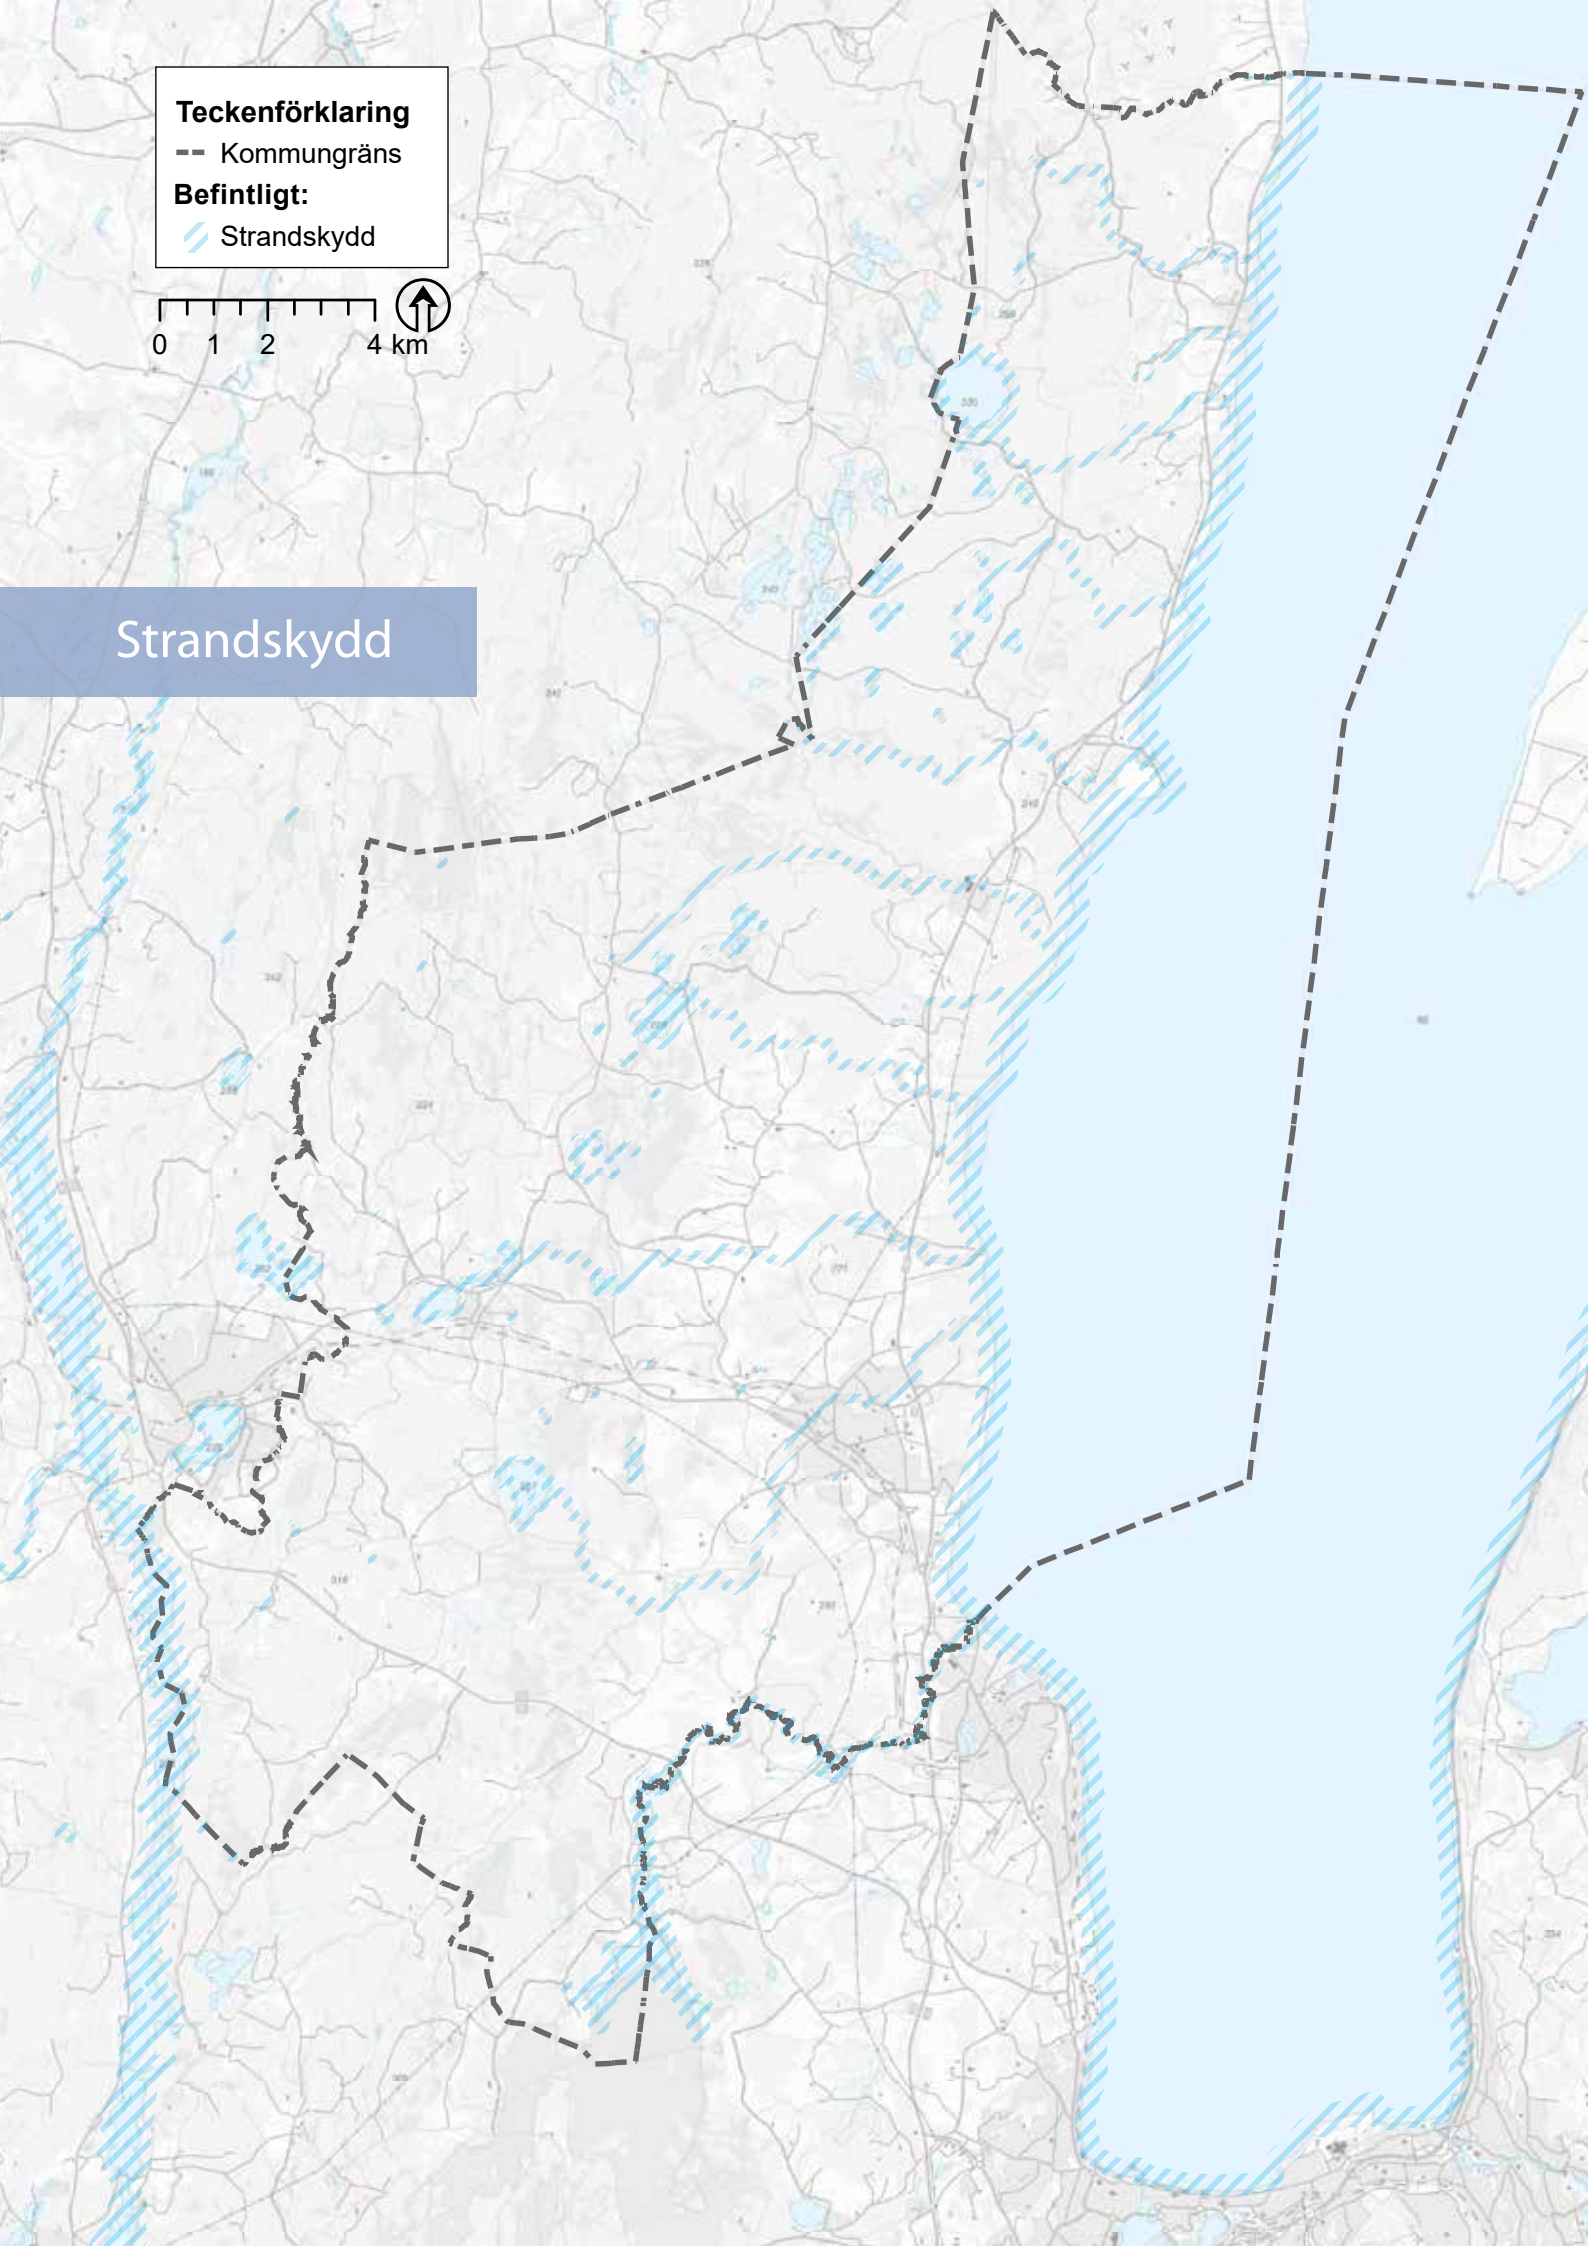 Teckenförklaring
Kommungräns
Befintligt:
Strandskydd
0 1 2 4 km
Strandskydd